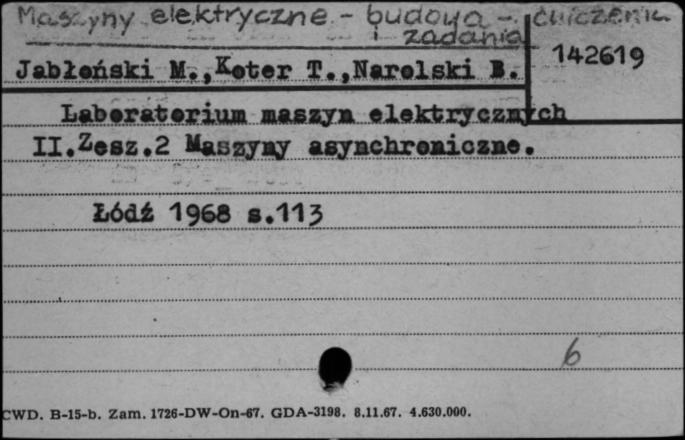 Maszyny elektryczne - budowa - ćwiczenia
i zadania
142619
Jabłoński M., Koter T., Narolski B.
Laboratorium maszyn elektrycznych
II. Zesz.2 Maszyny asynchroniczne.
Łódź 1968 s.113
6
CWD. B-15-b. Zam. 1726-DW-On-67. GDA-3198. 8.11.67. 4.630.000.